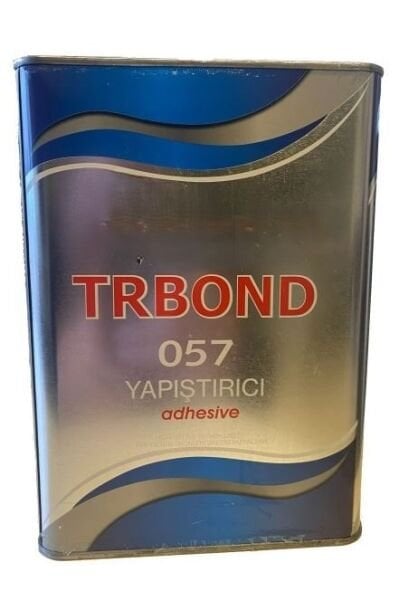 TRBOND
057
YAPIŞTIRICI
adhesive